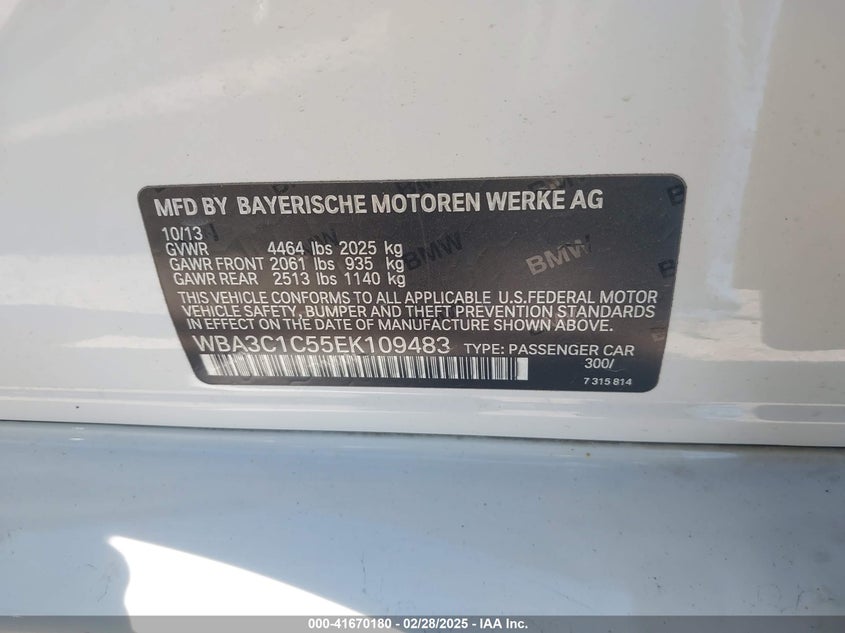 MFD BY BAYERISCHE MOTOREN WERKE AG
10/13
GVWR 4464 lbs 2025 kg
GAWR FRONT 2061 lbs 935 kg
GAWR REAR 2513 lbs 1140 kg
THIS VEHICLE CONFORMS TO ALL APPLICABLE U.S.FEDERAL MOTOR
VEHICLE SAFETY, BUMPER AND THEFT PREVENTION STANDARDS
IN EFFECT ON THE DATE OF MANUFACTURE SHOWN ABOVE.
WBA3C1C55EK109483 TYPE: PASSENGER CAR
300/
7 315 814
BMW
BMW
BMW
000-41670180 - 02/28/2025 - IAA, Inc.